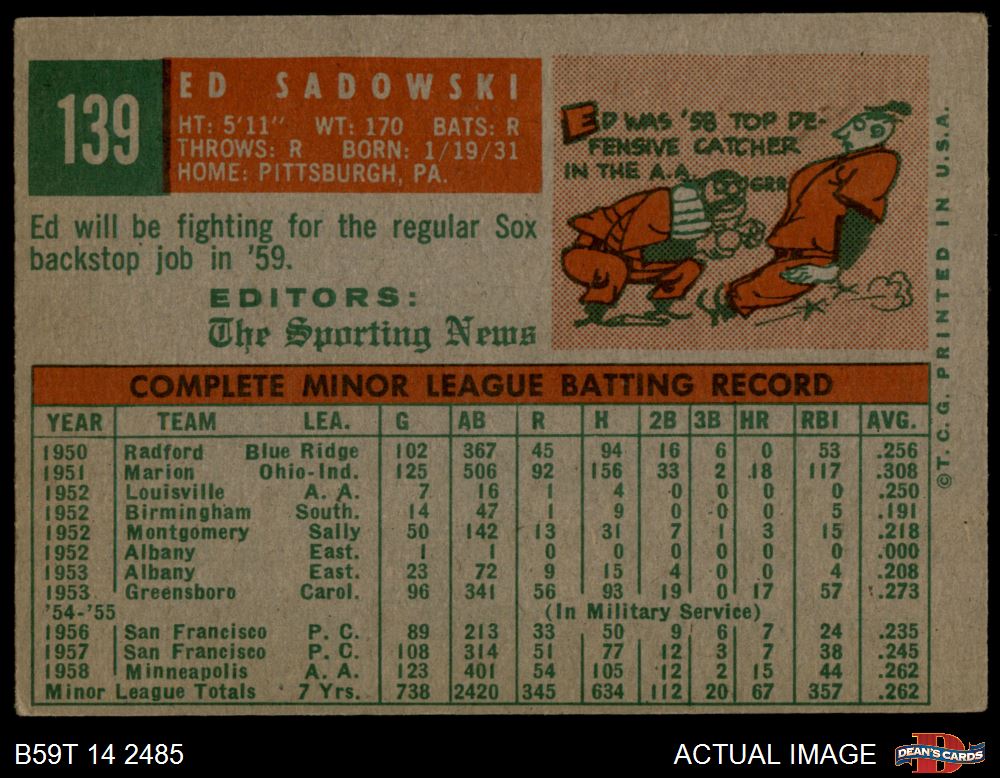 139
ED SADOWSKI
HT: 5'11" WT: 170 BATS: R
THROWS: R BORN: 1/19/31
HOME: PITTSBURGH, PA.
Ed will be fighting for the regular Sox
backstop job in '59.
EDITORS:
The Sporting News
ED WAS '58 TOP DE-
FENSIVE CATCHER
IN THE A.A.
GRR
© T. C. G. PRINTED IN U.S.A.
COMPLETE MINOR LEAGUE BATTING RECORD
YEAR TEAM LEA. G AB R H 2B 3B HR RBI AVG.
1950 Radford Blue Ridge 102 367 45 94 16 6 0 53 .256
1951 Marion Ohio-Ind. 125 506 92 156 33 2 18 117 .308
1952 Louisville A. A. 7 16 1 4 0 0 0 0 .250
1952 Birmingham South. 14 47 1 9 0 0 0 5 .191
1952 Montgomery Sally 50 142 13 31 7 1 3 15 .218
1952 Albany East. 1 1 0 0 0 0 0 0 .000
1953 Albany East. 23 72 9 15 4 0 0 4 .208
1953 Greensboro Carol. 96 341 56 93 19 0 17 57 .273
'54-'55 (In Military Service)
1956 San Francisco P. C. 89 213 33 50 9 6 7 24 .235
1957 San Francisco P. C. 108 314 51 77 12 3 7 38 .245
1958 Minneapolis A. A. 123 401 54 105 12 2 15 44 .262
Minor League Totals 7 Yrs. 738 2420 345 634 112 20 67 357 .262
B59T 14 2485
ACTUAL IMAGE
D
DEAN'S CARDS